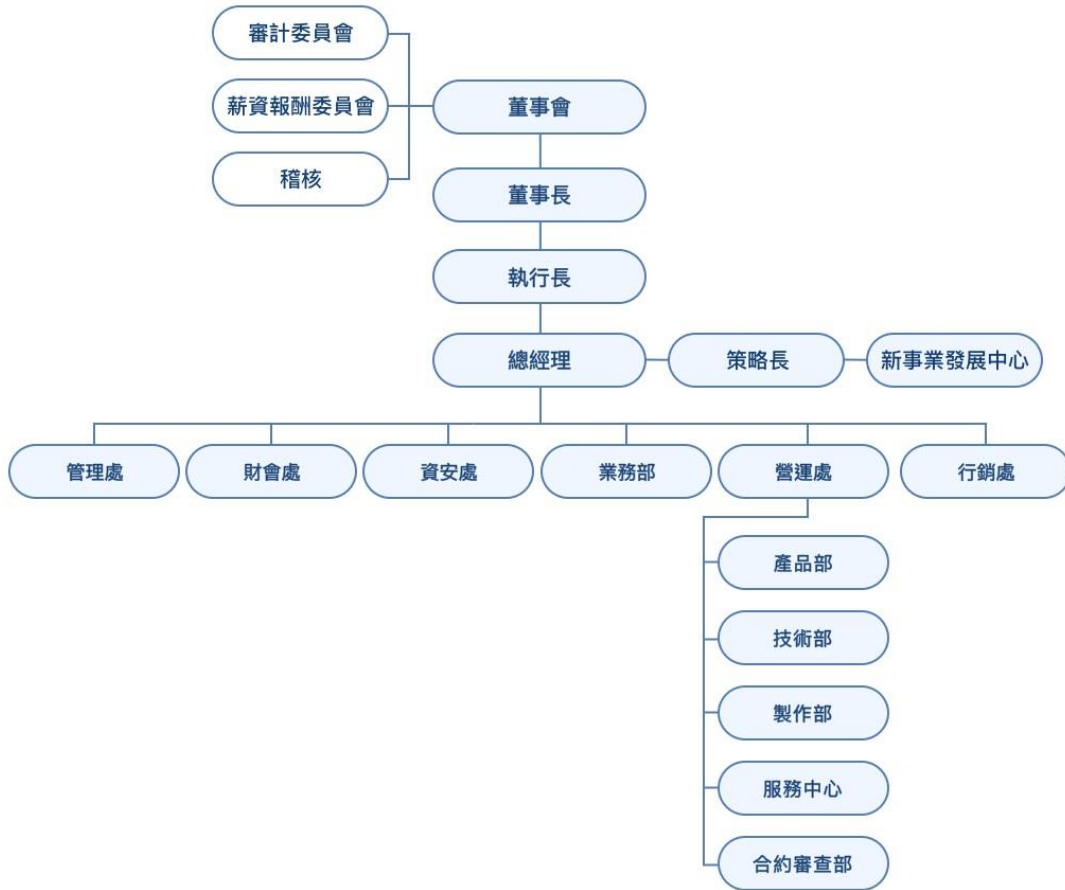 審計委員會
薪資報酬委員會
董事會
稽核
董事長
執行長
總經理
策略長
新事業發展中心
管理處
財會處
資安處
業務部
營運處
行銷處
產品部
技術部
製作部
服務中心
合約審查部